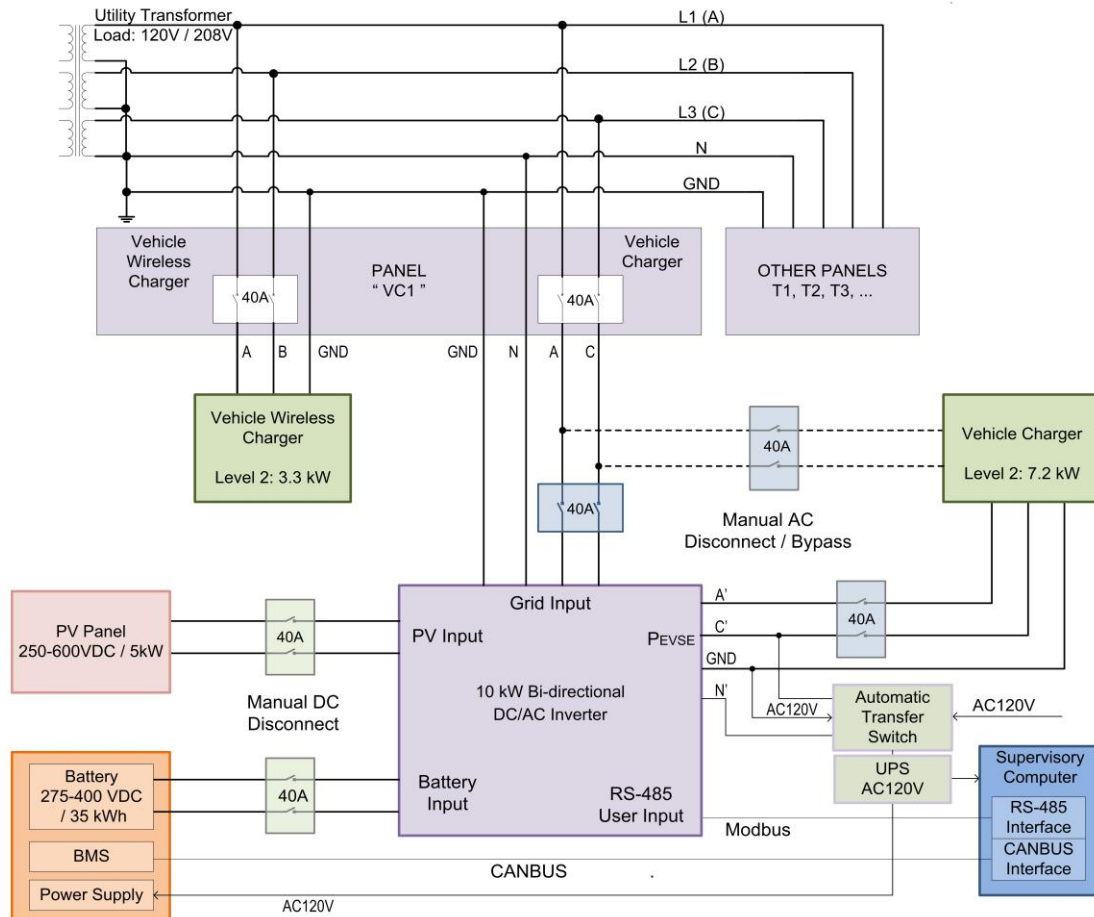 Utility Transformer
Load: 120V / 208V
L1 (A)
L2 (B)
L3 (C)
N
GND
Vehicle
Wireless
Charger
40A
PANEL
“ VC1 ”
Vehicle
Charger
40A
OTHER PANELS
T1, T2, T3, ...
A
B
GND
GND
N
A
C
Vehicle Wireless
Charger
Level 2: 3.3 kW
40A
40A
Manual AC
Disconnect / Bypass
Vehicle Charger
Level 2: 7.2 kW
PV Panel
250-600VDC / 5kW
40A
Manual DC
Disconnect
Grid Input
PV Input
PEVSE
10 kW Bi-directional
DC/AC Inverter
Battery
Input
RS-485
User Input
A'
C'
GND
N'
40A
AC120V
Automatic
Transfer
Switch
AC120V
UPS
AC120V
Supervisory
Computer
RS-485
Interface
CANBUS
Interface
Battery
275-400 VDC
/ 35 kWh
BMS
Power Supply
40A
Modbus
CANBUS
.
AC120V